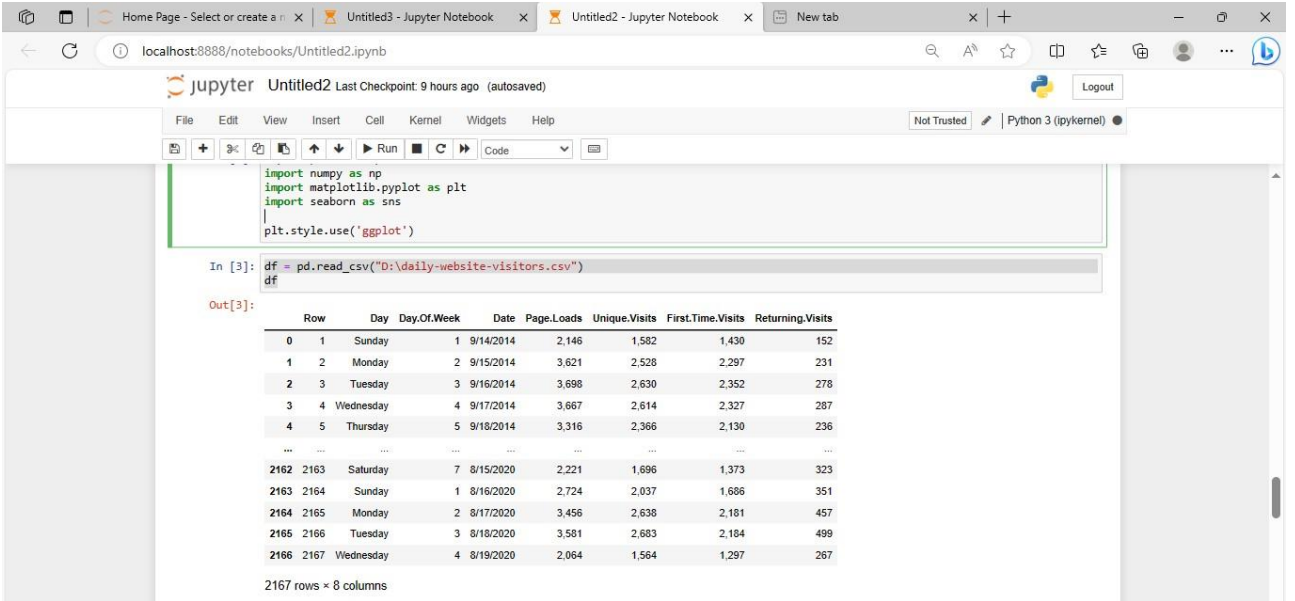 Home Page - Select or create a n
Untitled3 - Jupyter Notebook
Untitled2 - Jupyter Notebook
New tab
localhost:8888/notebooks/Untitled2.ipynb
jupyter Untitled2 Last Checkpoint: 9 hours ago (autosaved)
Logout
File Edit View Insert Cell Kernel Widgets Help
Not Trusted Python 3 (ipykernel)
Run Code
import numpy as np
import matplotlib.pyplot as plt
import seaborn as sns
plt.style.use('ggplot')
In [3]: df = pd.read_csv("D:\daily-website-visitors.csv")
df
Out[3]:
Row Day Day.Of.Week Date Page.Loads Unique.Visits First.Time.Visits Returning.Visits
0 1 Sunday 1 9/14/2014 2,146 1,582 1,430 152
1 2 Monday 2 9/15/2014 3,621 2,528 2,297 231
2 3 Tuesday 3 9/16/2014 3,698 2,630 2,352 278
3 4 Wednesday 4 9/17/2014 3,667 2,614 2,327 287
4 5 Thursday 5 9/18/2014 3,316 2,366 2,130 236
... ... ... ... ... ... ... ... ...
2162 2163 Saturday 7 8/15/2020 2,221 1,696 1,373 323
2163 2164 Sunday 1 8/16/2020 2,724 2,037 1,686 351
2164 2165 Monday 2 8/17/2020 3,456 2,638 2,181 457
2165 2166 Tuesday 3 8/18/2020 3,581 2,683 2,184 499
2166 2167 Wednesday 4 8/19/2020 2,064 1,564 1,297 267
2167 rows × 8 columns